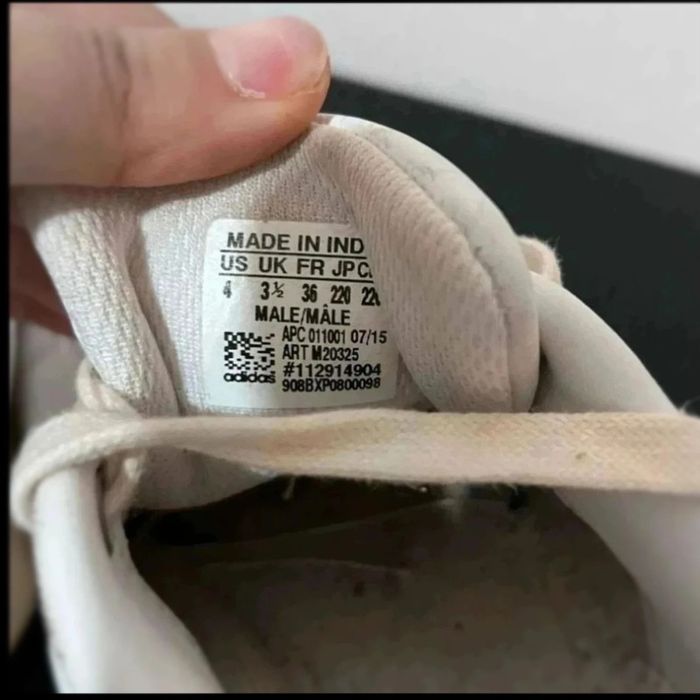 MADE IN IND
US UK FR JP C
4 3½ 36 220 22
MALE/MÂLE
APC 011001 07/15
ART M20325
#112914904
adidas 908BXP0800098